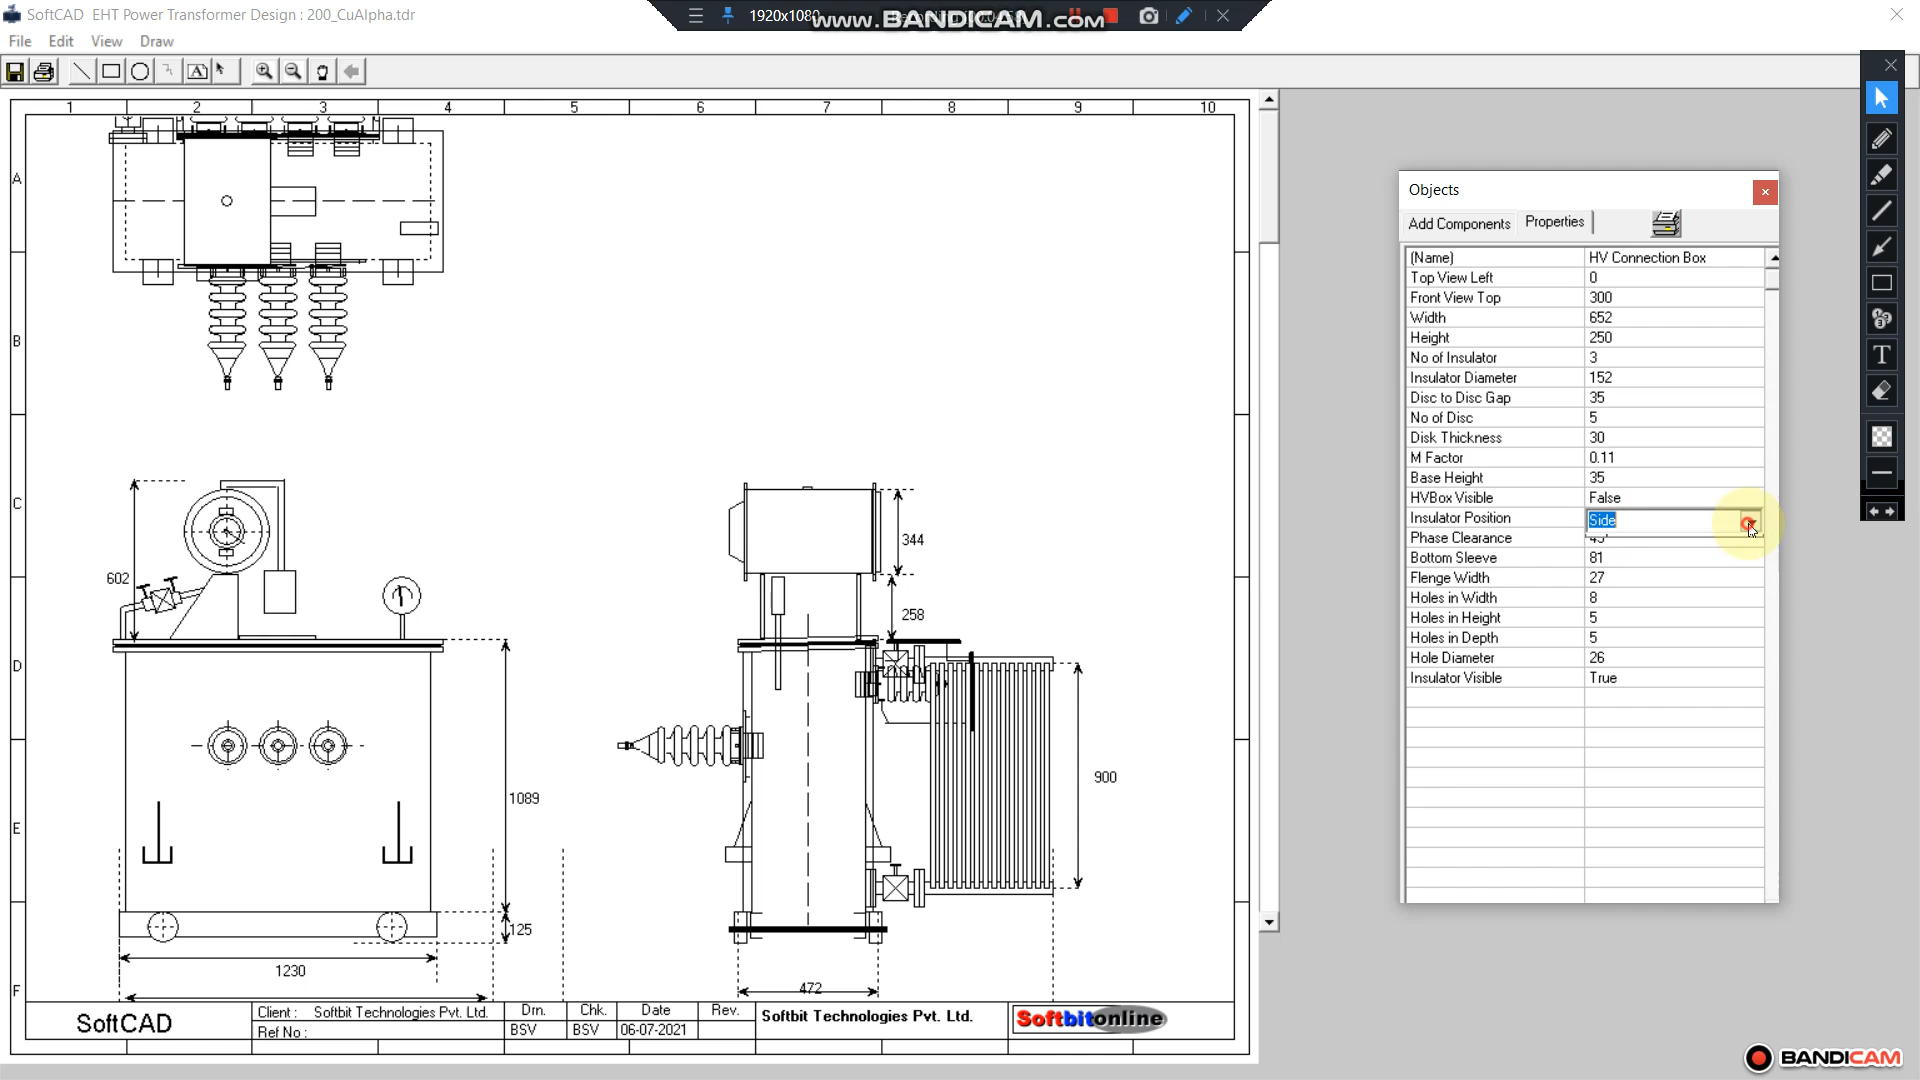 SoftCAD EHT Power Transformer Design : 200_CuAlpha.tdr
1920x1080
www.BANDICAM.com
File Edit View Draw
1 2 3 4 5 6 7 8 9 10
A
B
C
D
E
F
602
1089
125
1230
344
258
900
472
SoftCAD
Client : Softbit Technologies Pvt. Ltd.
Ref No :
Drn. Chk. Date Rev.
BSV BSV 06-07-2021
Softbit Technologies Pvt. Ltd.
Softbitonline
Objects
Add Components Properties
(Name) HV Connection Box
Top View Left 0
Front View Top 300
Width 652
Height 250
No of Insulator 3
Insulator Diameter 152
Disc to Disc Gap 35
No of Disc 5
Disk Thickness 30
M Factor 0.11
Base Height 35
HVBox Visible False
Insulator Position Side
Phase Clearance
Bottom Sleeve 81
Flenge Width 27
Holes in Width 8
Holes in Height 5
Holes in Depth 5
Hole Diameter 26
Insulator Visible True
T
BANDICAM